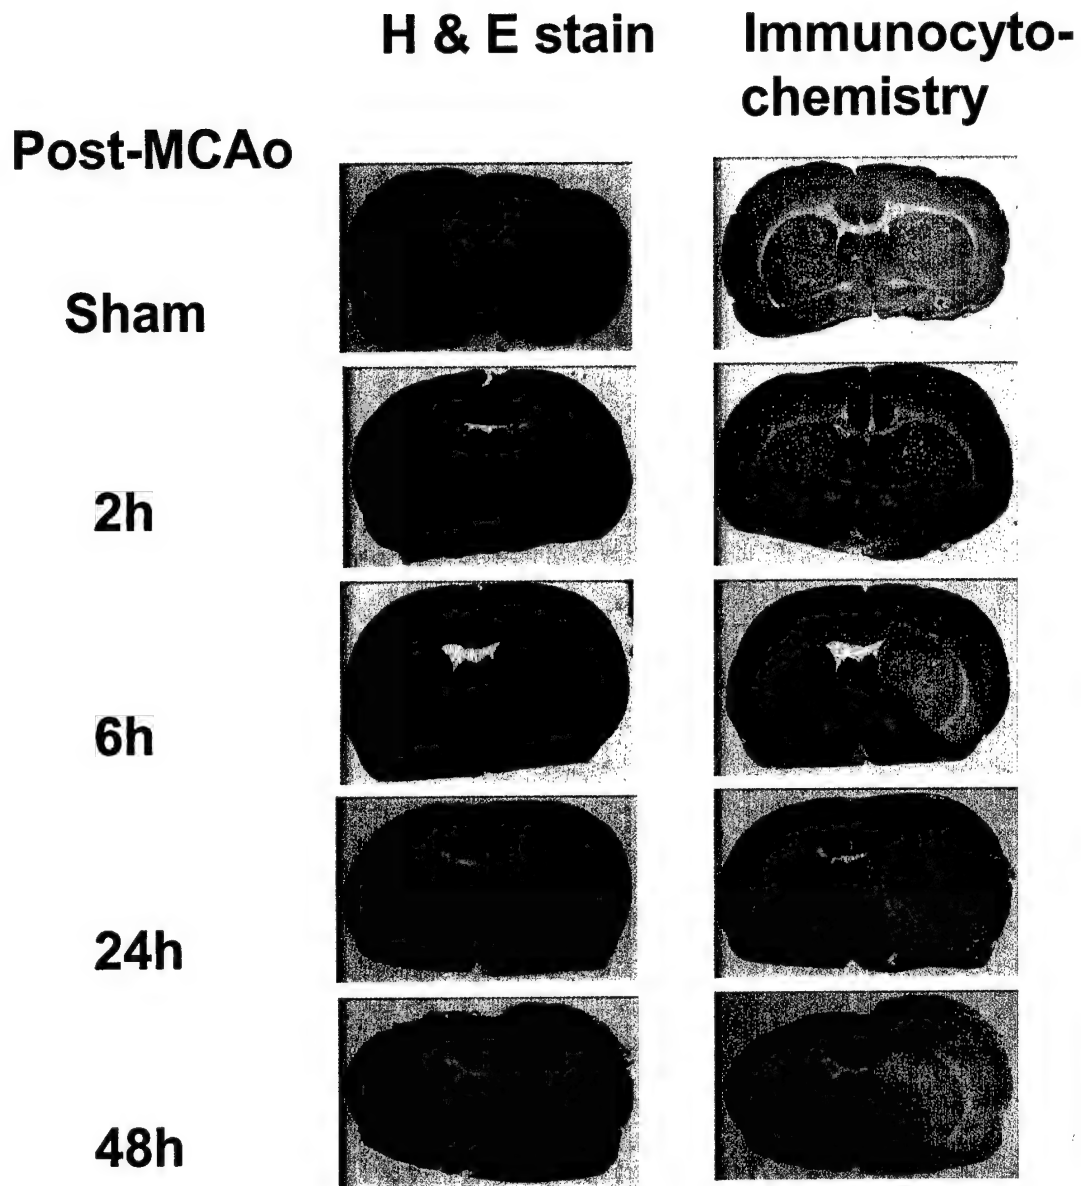 H & E stain
Immunocyto-
chemistry
Post-MCAo
Sham
2h
6h
24h
48h